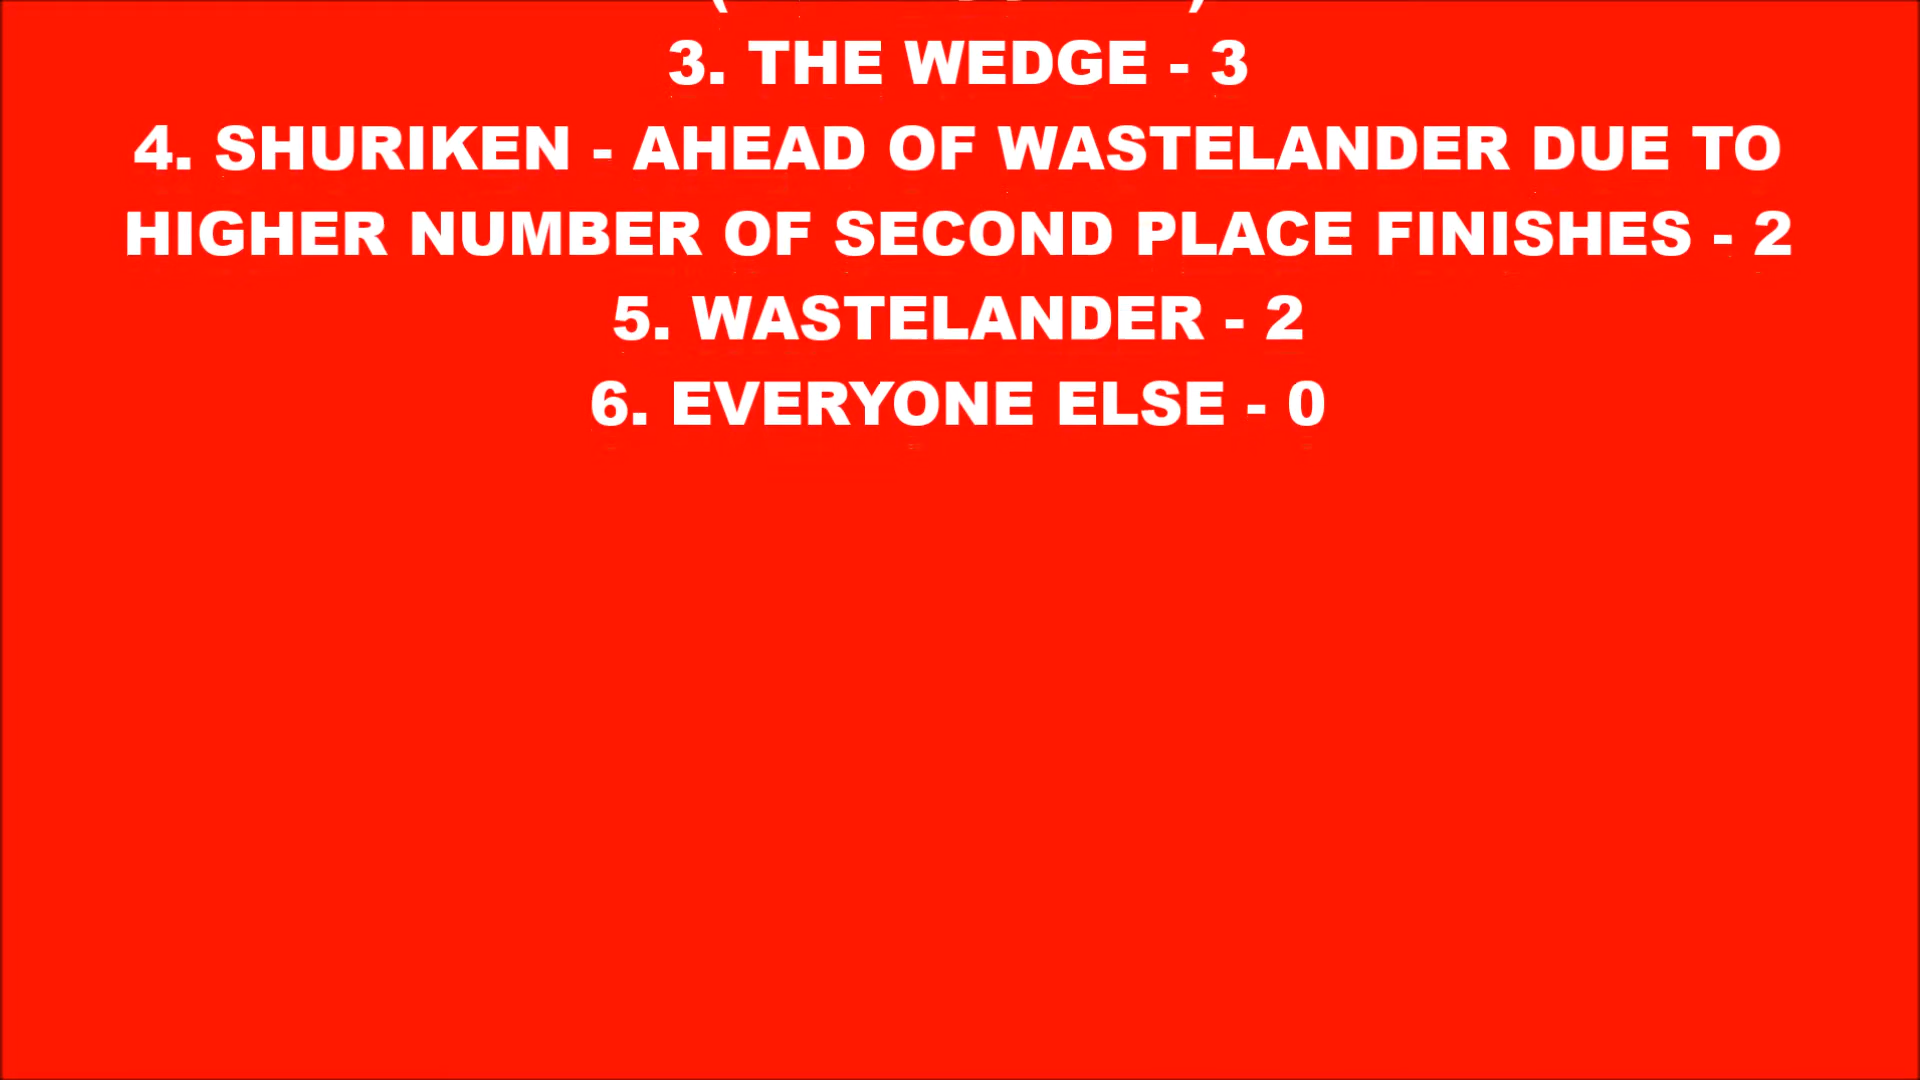 3. THE WEDGE - 3
4. SHURIKEN - AHEAD OF WASTELANDER DUE TO
HIGHER NUMBER OF SECOND PLACE FINISHES - 2
5. WASTELANDER - 2
6. EVERYONE ELSE - 0